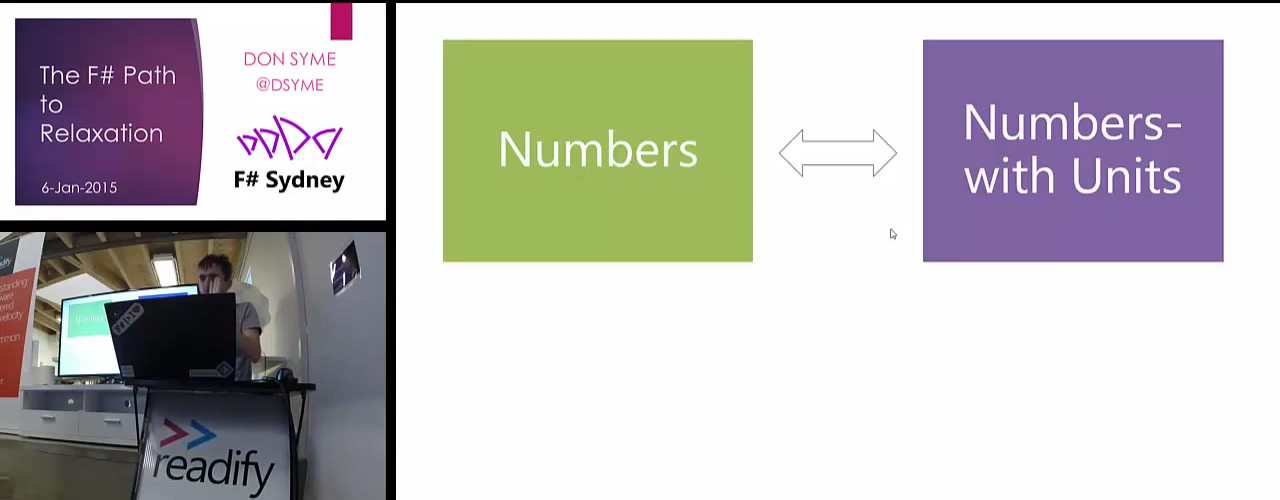 The F# Path
to
Relaxation
6-Jan-2015
DON SYME
@DSYME
F# Sydney
Numbers
Numbers-
with Units
readify